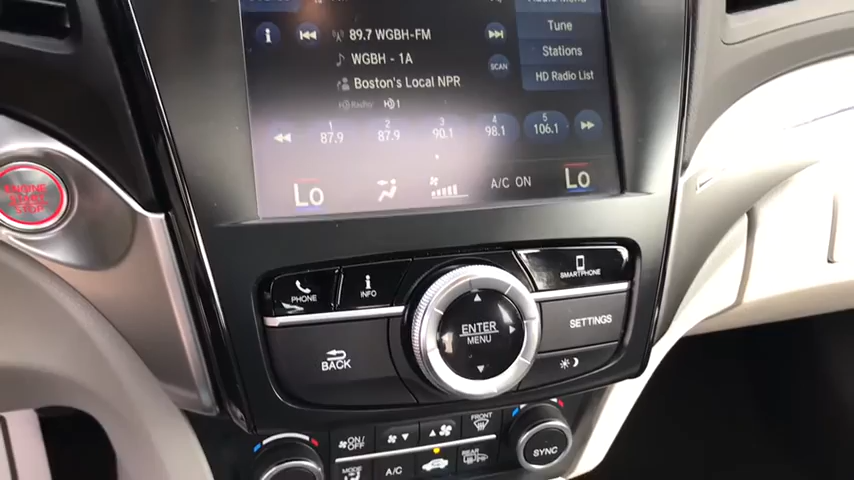 Audio Menu
89.7 WGBH-FM
Tune
WGBH - 1A
Stations
SCAN
Boston's Local NPR
HD Radio List
1 2 3 4 5
87.9 87.9 90.1 98.1 106.1
Lo A/C ON Lo
ENGINE
START
STOP
PHONE INFO SMARTPHONE
ENTER
MENU
SETTINGS
BACK
ON
OFF
FRONT
MODE A/C REAR
SYNC